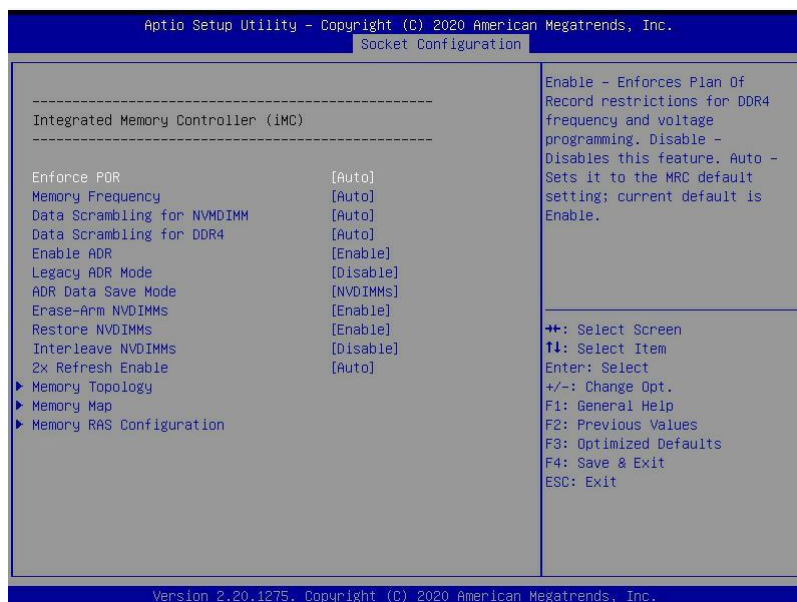 Aptio Setup Utility – Copyright (C) 2020 American Megatrends, Inc.
Socket Configuration
------------------------------------------------
Integrated Memory Controller (iMC)
------------------------------------------------
Enforce POR [Auto]
Memory Frequency [Auto]
Data Scrambling for NVMDIMM [Auto]
Data Scrambling for DDR4 [Auto]
Enable ADR [Enable]
Legacy ADR Mode [Disable]
ADR Data Save Mode [NVDIMMs]
Erase-Arm NVDIMMs [Enable]
Restore NVDIMMs [Enable]
Interleave NVDIMMs [Disable]
2x Refresh Enable [Auto]
Memory Topology
Memory Map
Memory RAS Configuration
Enable – Enforces Plan Of
Record restrictions for DDR4
frequency and voltage
programming. Disable –
Disables this feature. Auto –
Sets it to the MRC default
setting; current default is
Enable.
→←: Select Screen
↑↓: Select Item
Enter: Select
+/-: Change Opt.
F1: General Help
F2: Previous Values
F3: Optimized Defaults
F4: Save & Exit
ESC: Exit
Version 2.20.1275. Copyright (C) 2020 American Megatrends, Inc.